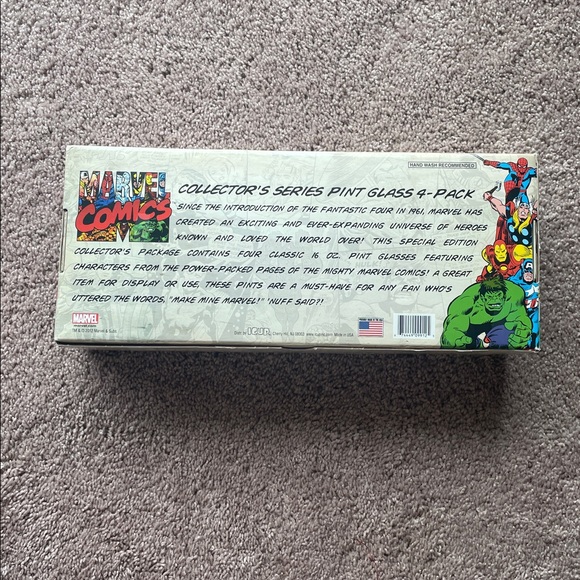 HAND WASH RECOMMENDED
MARVEL
COMICS
COLLECTOR'S SERIES PINT GLASS 4-PACK
SINCE THE INTRODUCTION OF THE FANTASTIC FOUR IN 1961, MARVEL HAS
CREATED AN EXCITING AND EVER-EXPANDING UNIVERSE OF HEROES
KNOWN AND LOVED THE WORLD OVER! THIS SPECIAL EDITION
COLLECTOR'S PACKAGE CONTAINS FOUR CLASSIC 16 OZ. PINT GLASSES FEATURING
CHARACTERS FROM THE POWER-PACKED PAGES OF THE MIGHTY MARVEL COMICS! A GREAT
ITEM FOR DISPLAY OR USE, THESE PINTS ARE A MUST-HAVE FOR ANY FAN WHO'S
UTTERED THE WORDS, "MAKE MINE MARVEL!" 'NUFF SAID?!
MARVEL